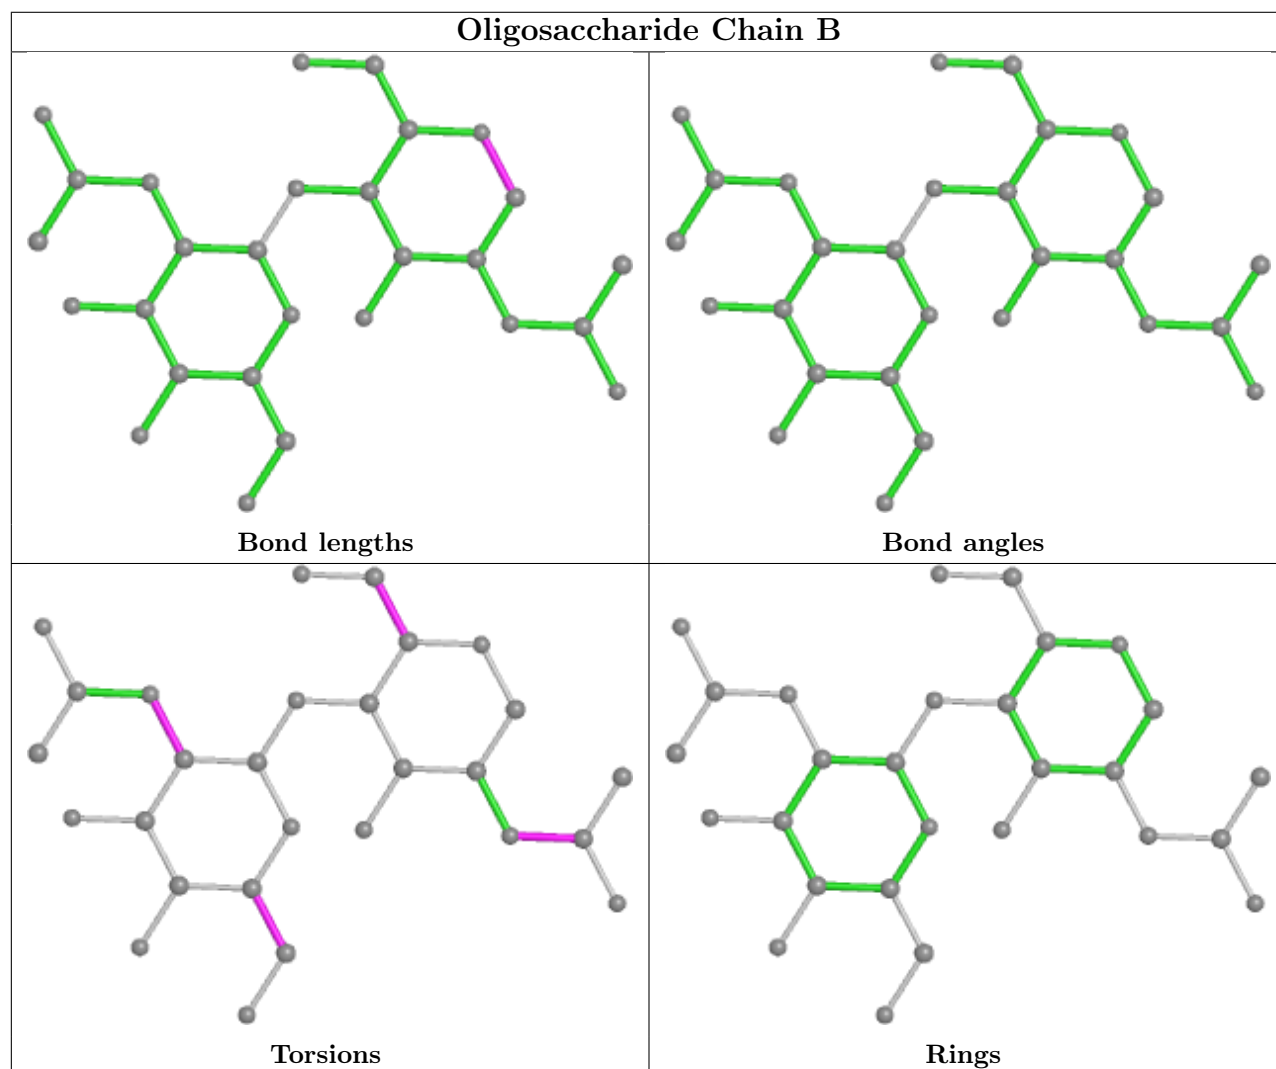 Oligosaccharide Chain B
Bond lengths
Bond angles
Torsions
Rings